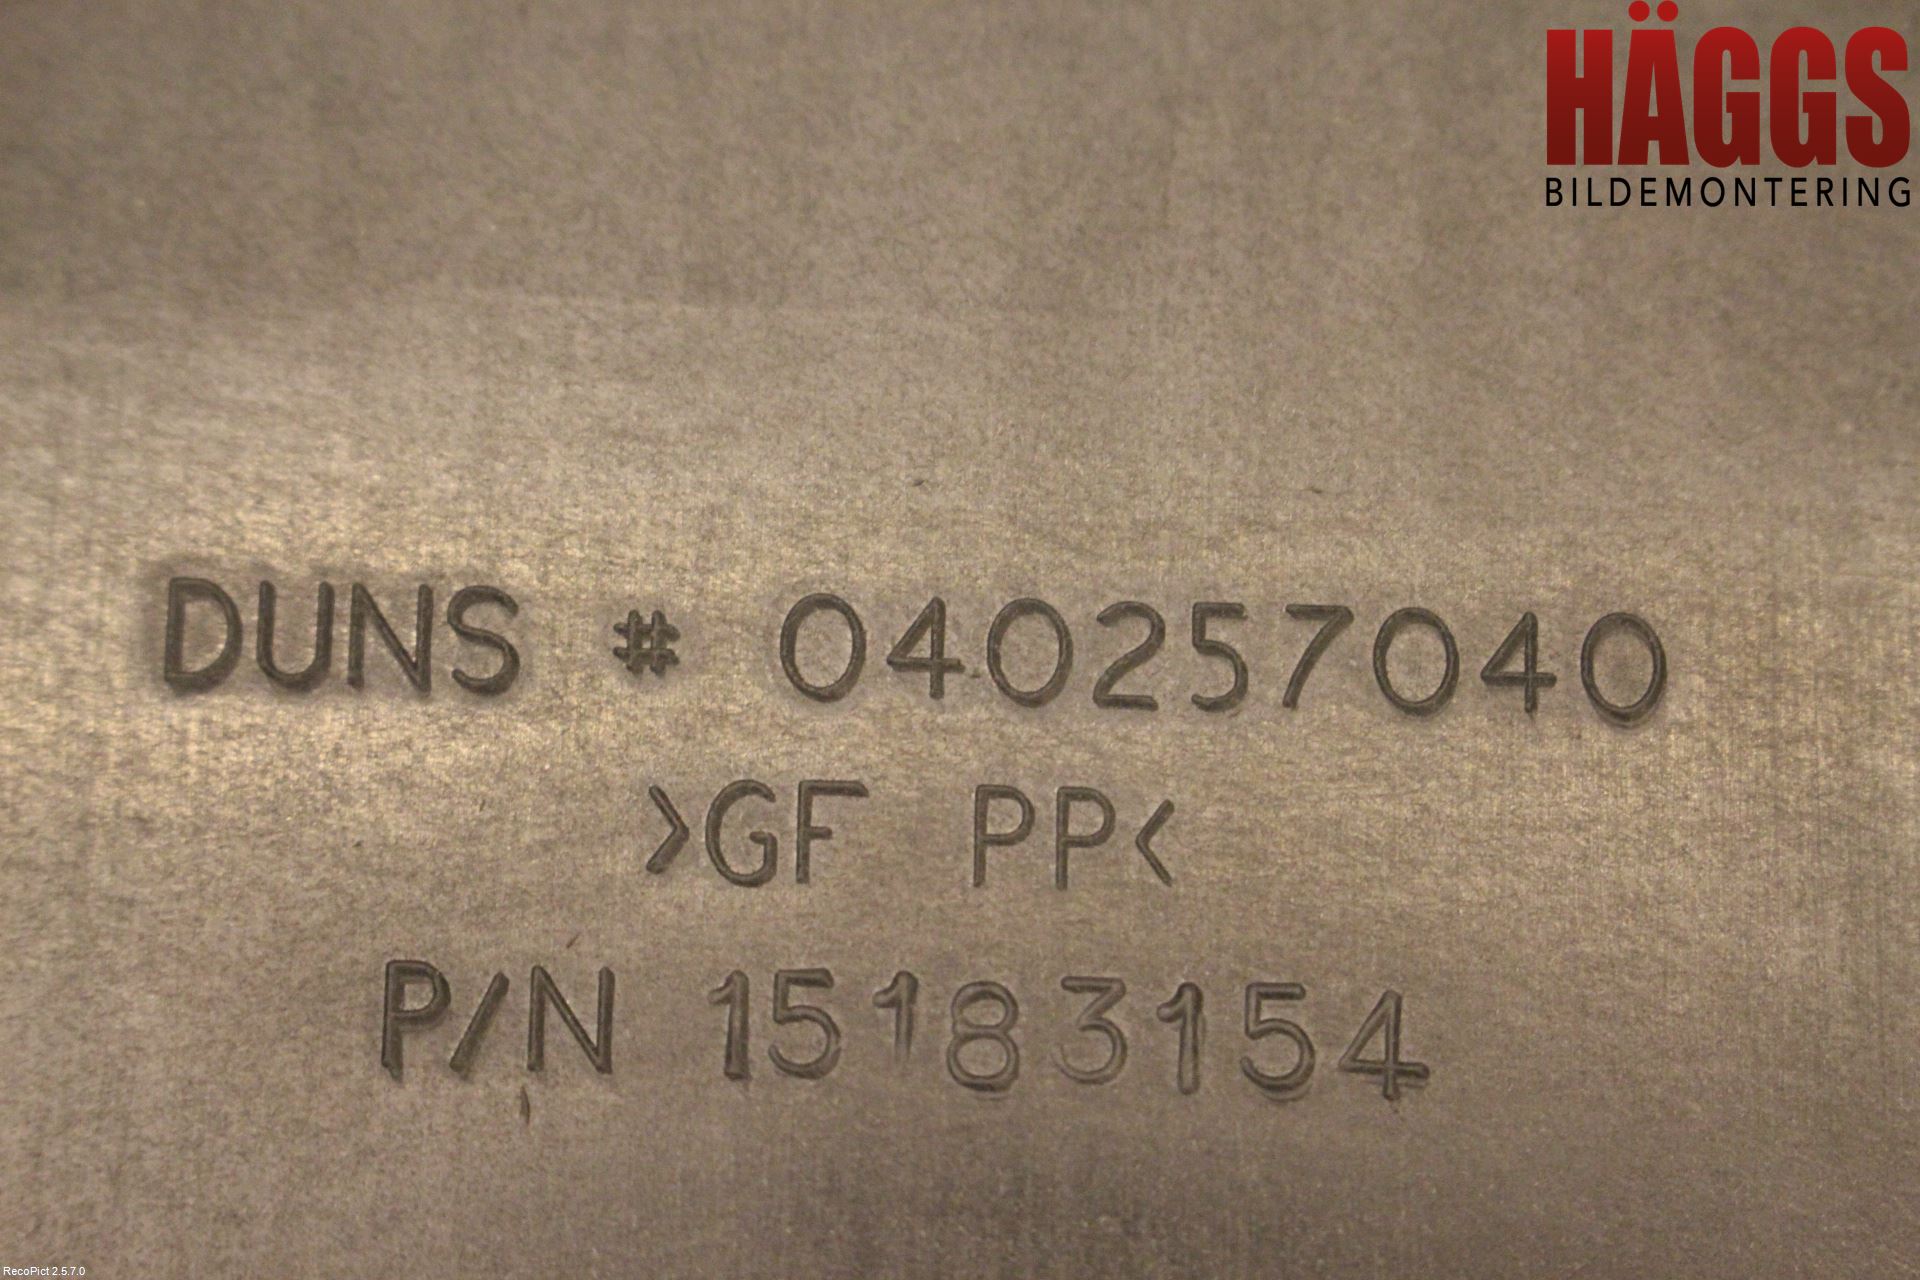 HÄGGS
BILDEMONTERING
DUNS # 040257040
>GF PP<
P/N 15183154
RecoPict 2.5.7.0